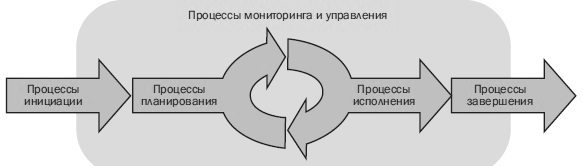 Процессы мониторинга и управления
Процессы
инициации
Процессы
планирования
Процессы
исполнения
Процессы
завершения